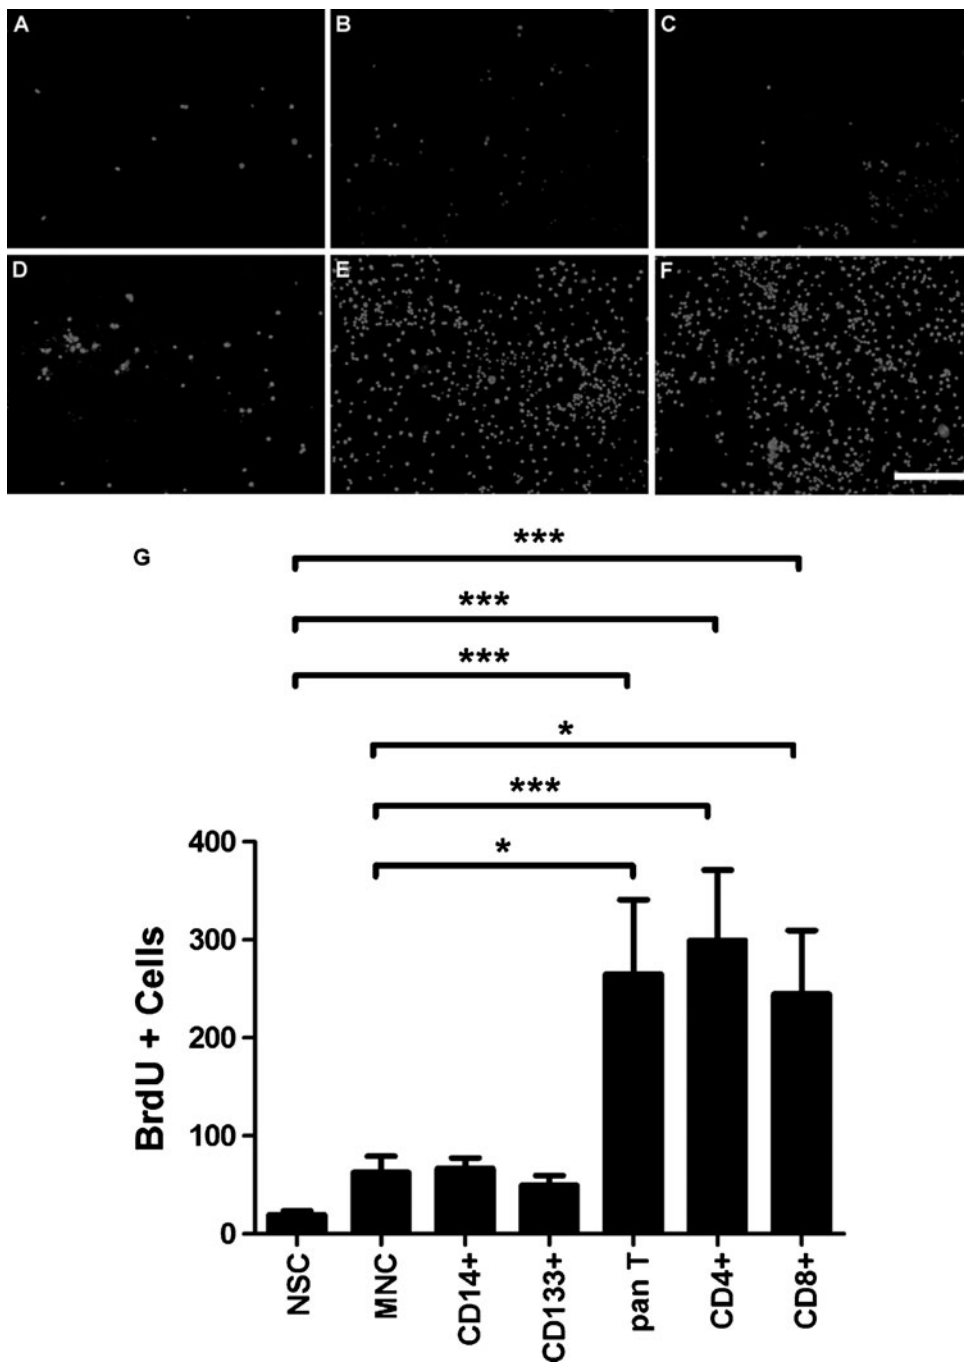 A B C
D E F
G
***
***
***
*
***
*
400
300
200
100
0
BrdU + Cells
NSC MNC CD14+ CD133+ pan T CD4+ CD8+